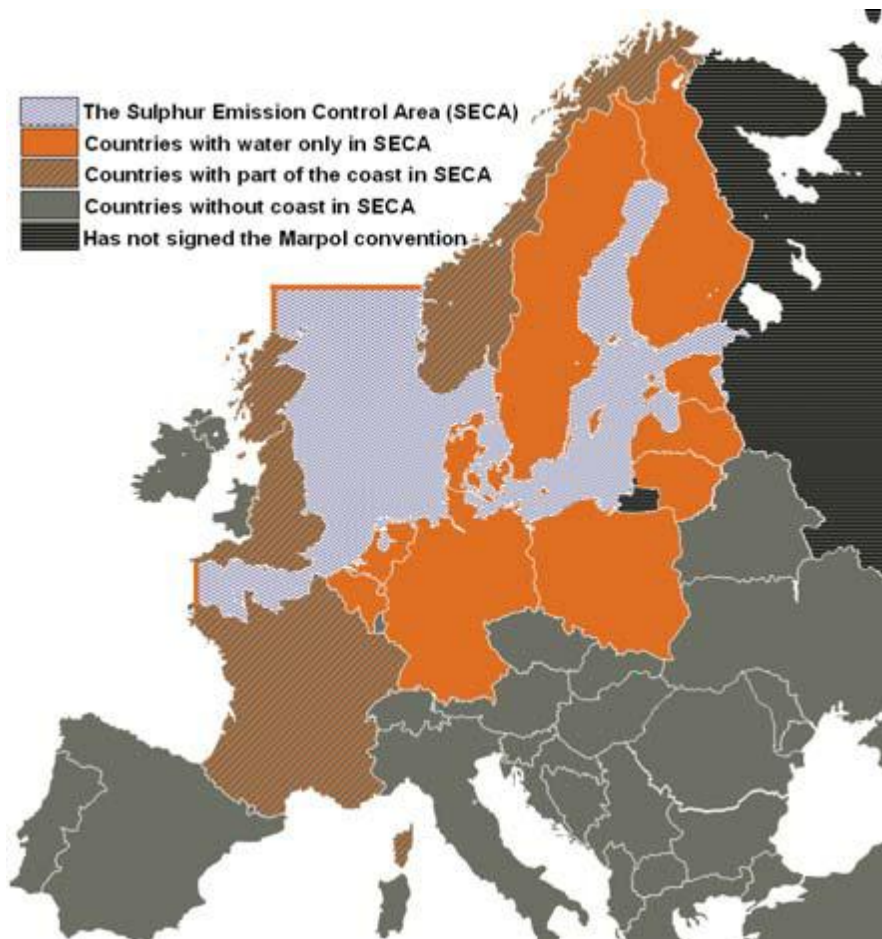 The Sulphur Emission Control Area (SECA)
Countries with water only in SECA
Countries with part of the coast in SECA
Countries without coast in SECA
Has not signed the Marpol convention